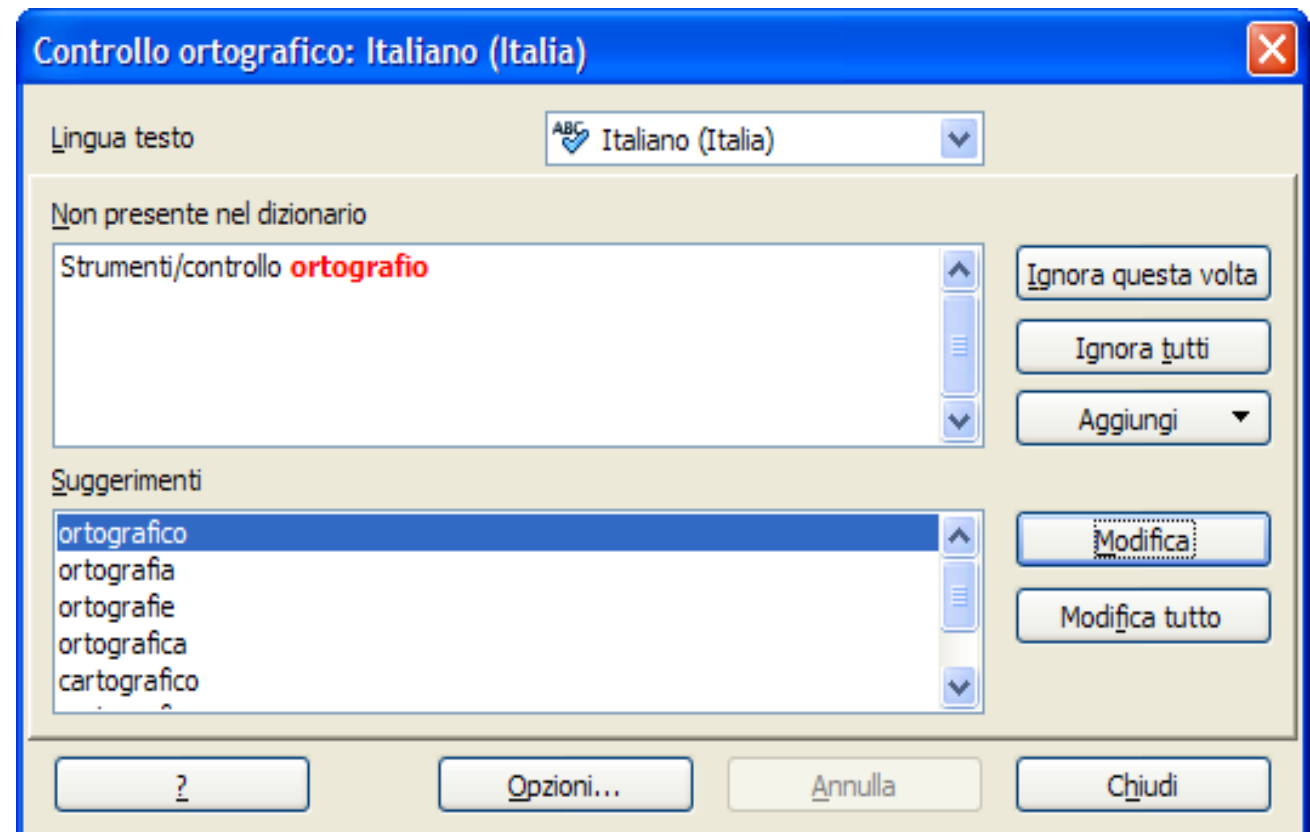 Controllo ortografico: Italiano (Italia)
Lingua testo
ABC Italiano (Italia)
Non presente nel dizionario
Strumenti/controllo ortografio
Ignora questa volta
Ignora tutti
Aggiungi
Suggerimenti
ortografico
ortografia
ortografie
ortografica
cartografico
Modifica
Modifica tutto
?
Opzioni...
Annulla
Chiudi